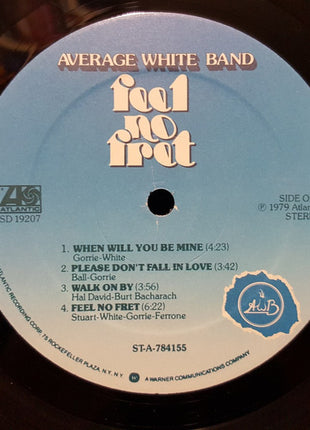 AVERAGE WHITE BAND
feel
no
fret
ATLANTIC
SD 19207
SIDE
℗ 1979
1. WHEN WILL YOU BE MINE (4:23)
Gorrie-White
2. PLEASE DON'T FALL IN LOVE (3:42)
Ball-Gorrie
3. WALK ON BY (3:56)
Hal David-Burt Bacharach
4. FEEL NO FRET (6:22)
Stuart-White-Gorrie-Ferrone
AWB
ST-A-784155
ATLANTIC RECORDING CORP. 75 ROCKEFELLER PLAZA, N.Y. N.Y. W A WARNER COMMUNICATIONS COMPANY